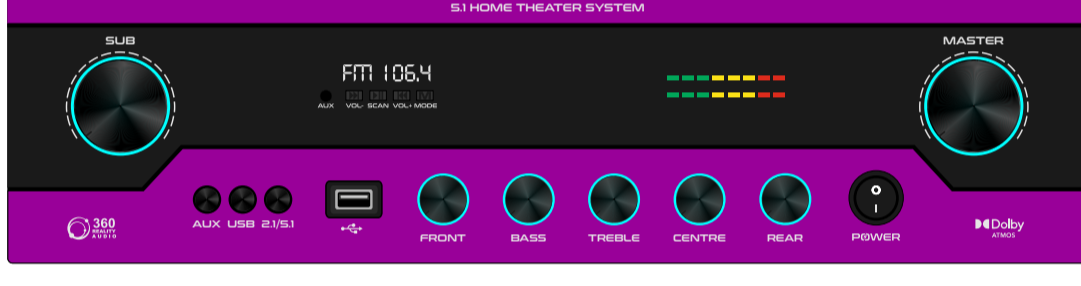 5.1 HOME THEATER SYSTEM
SUB
MASTER
FM 106.4
AUX VOL- SCAN VOL+ MODE
AUX USB 2.1/5.1
FRONT BASS TREBLE CENTRE REAR POWER
360
REALITY
AUDIO
Dolby
ATMOS